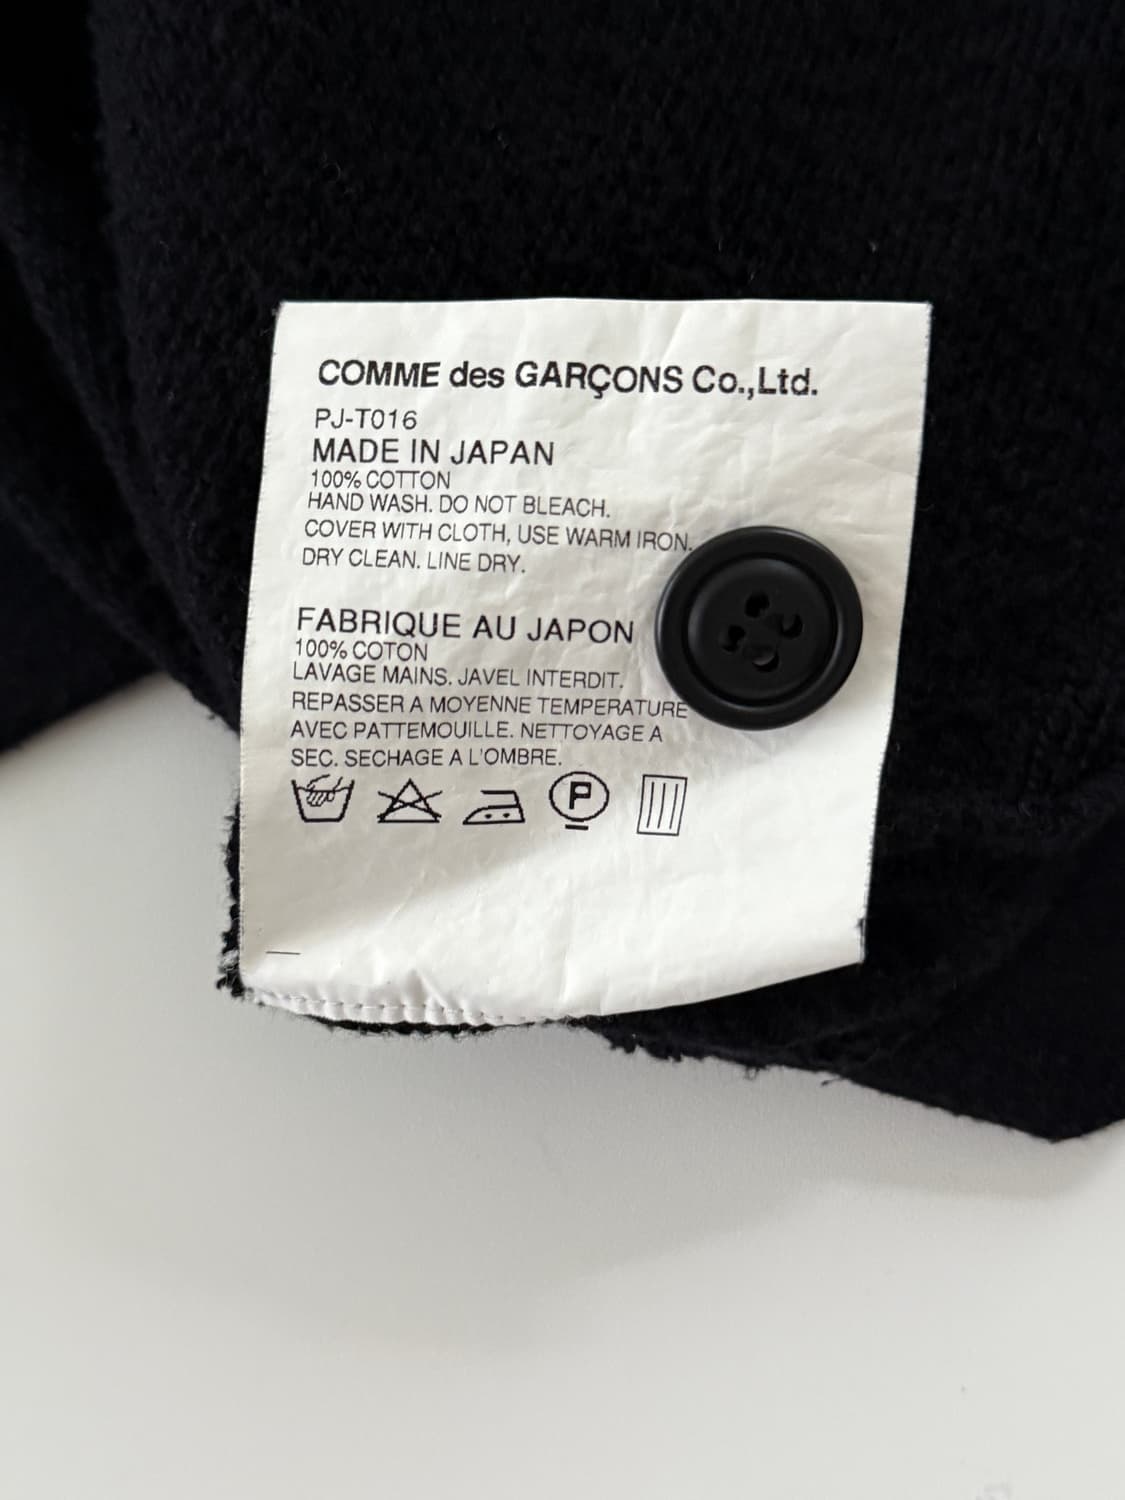 COMME des GARÇONS Co.,Ltd.
PJ-T016
MADE IN JAPAN
100% COTTON
HAND WASH. DO NOT BLEACH.
COVER WITH CLOTH, USE WARM IRON.
DRY CLEAN. LINE DRY.
FABRIQUE AU JAPON
100% COTON
LAVAGE MAINS. JAVEL INTERDIT.
REPASSER A MOYENNE TEMPERATURE
AVEC PATTEMOUILLE. NETTOYAGE A
SEC. SECHAGE A L'OMBRE.
P